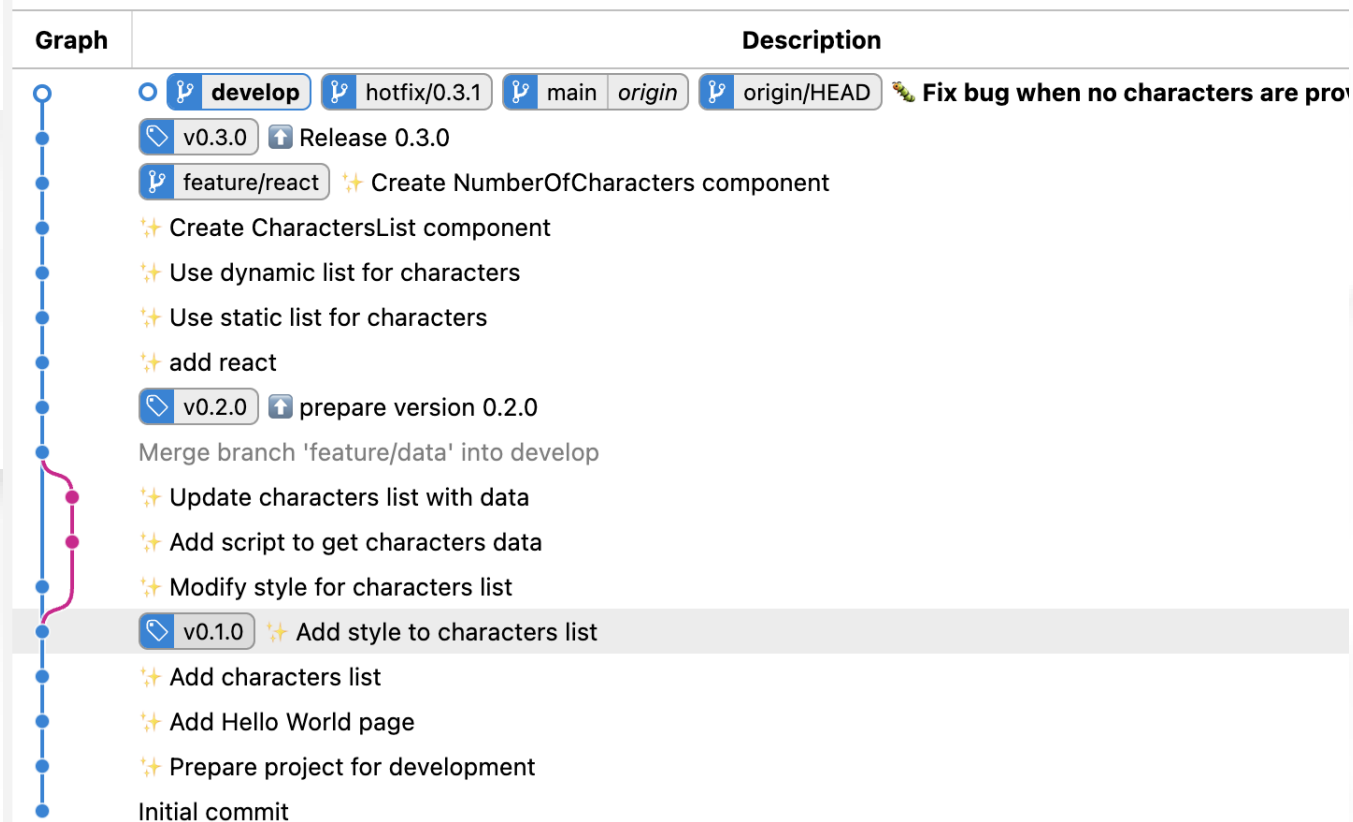 Graph Description
develop hotfix/0.3.1 main origin origin/HEAD 🐛 Fix bug when no characters are
v0.3.0 ⬆️ Release 0.3.0
feature/react ✨ Create NumberOfCharacters component
✨ Create CharactersList component
✨ Use dynamic list for characters
✨ Use static list for characters
✨ add react
v0.2.0 ⬆️ prepare version 0.2.0
Merge branch 'feature/data' into develop
✨ Update characters list with data
✨ Add script to get characters data
✨ Modify style for characters list
v0.1.0 ✨ Add style to characters list
✨ Add characters list
✨ Add Hello World page
✨ Prepare project for development
Initial commit